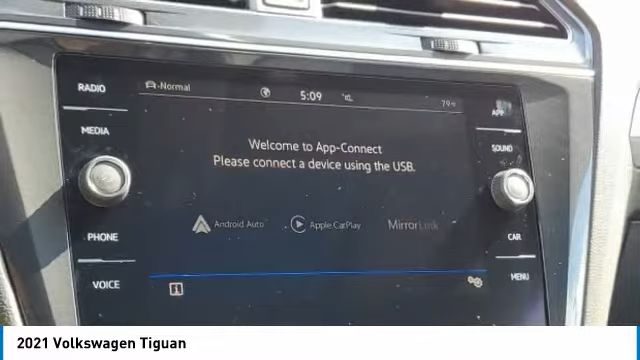 RADIO
-Normal
5:09
79°F
APP
MEDIA
Welcome to App-Connect
Please connect a device using the USB.
SOUND
Android Auto
Apple CarPlay
MirrorLink
PHONE
CAR
VOICE
MENU
2021 Volkswagen Tiguan